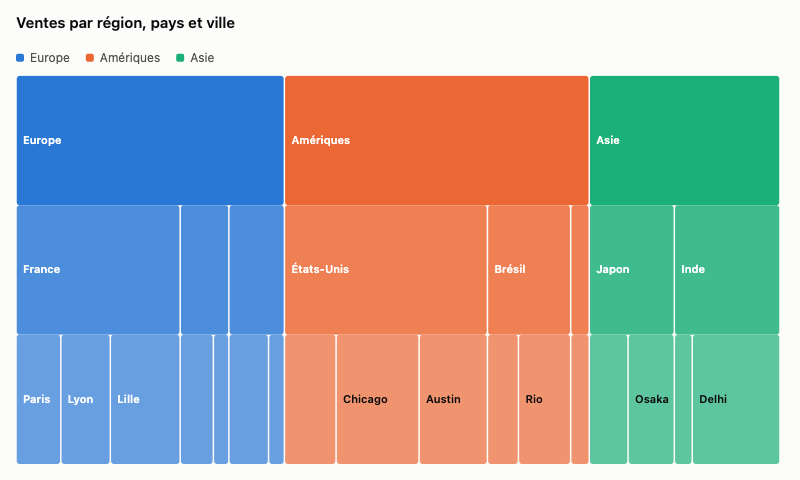 Ventes par région, pays et ville
Europe Amériques Asie
Europe Amériques Asie
France États-Unis Brésil Japon Inde
Paris Lyon Lille Chicago Austin Rio Osaka Delhi